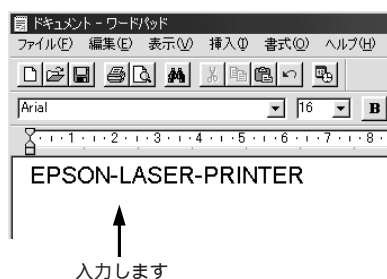 ドキュメント - ワードパッド
ファイル(F) 編集(E) 表示(V) 挿入(I) 書式(O) ヘルプ(H)
Arial 16 B
1 2 3 4 5 6 7 8
EPSON-LASER-PRINTER
入力します